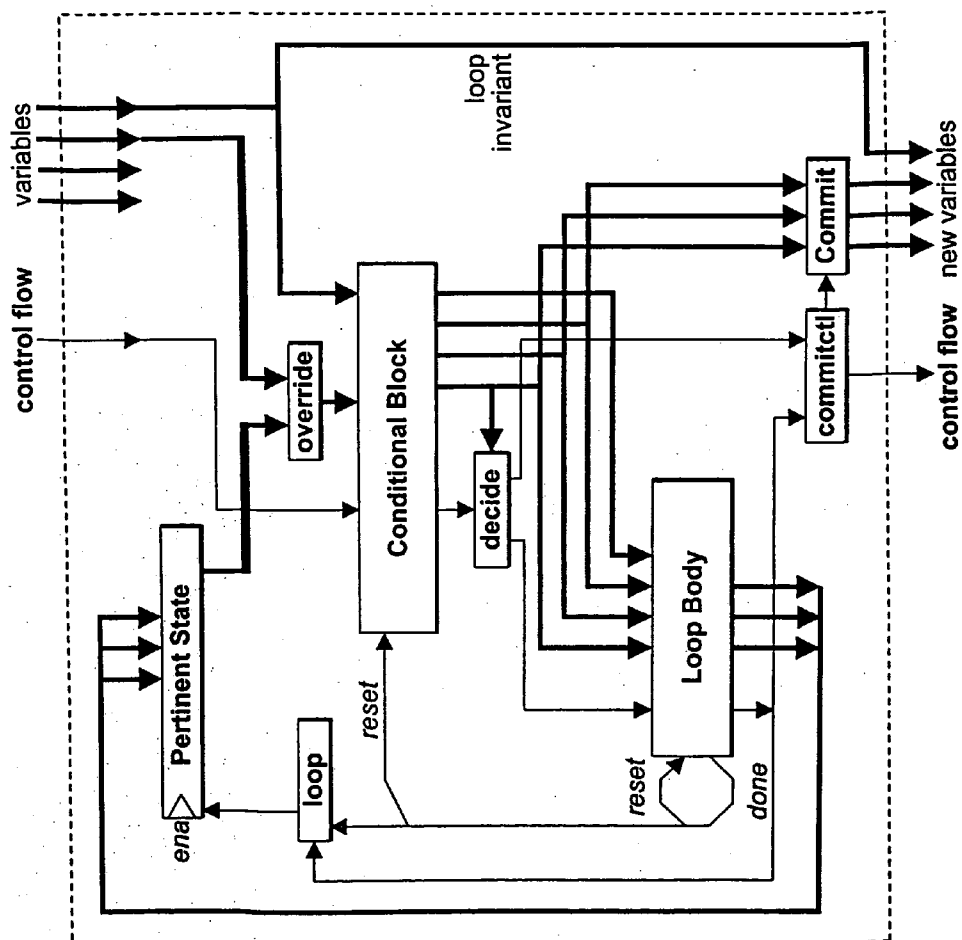 control flow
variables
loop
invariant
Pertinent State
ena
override
Conditional Block
reset
loop
decide
Loop Body
reset
done
Commit
commitctl
control flow
new variables